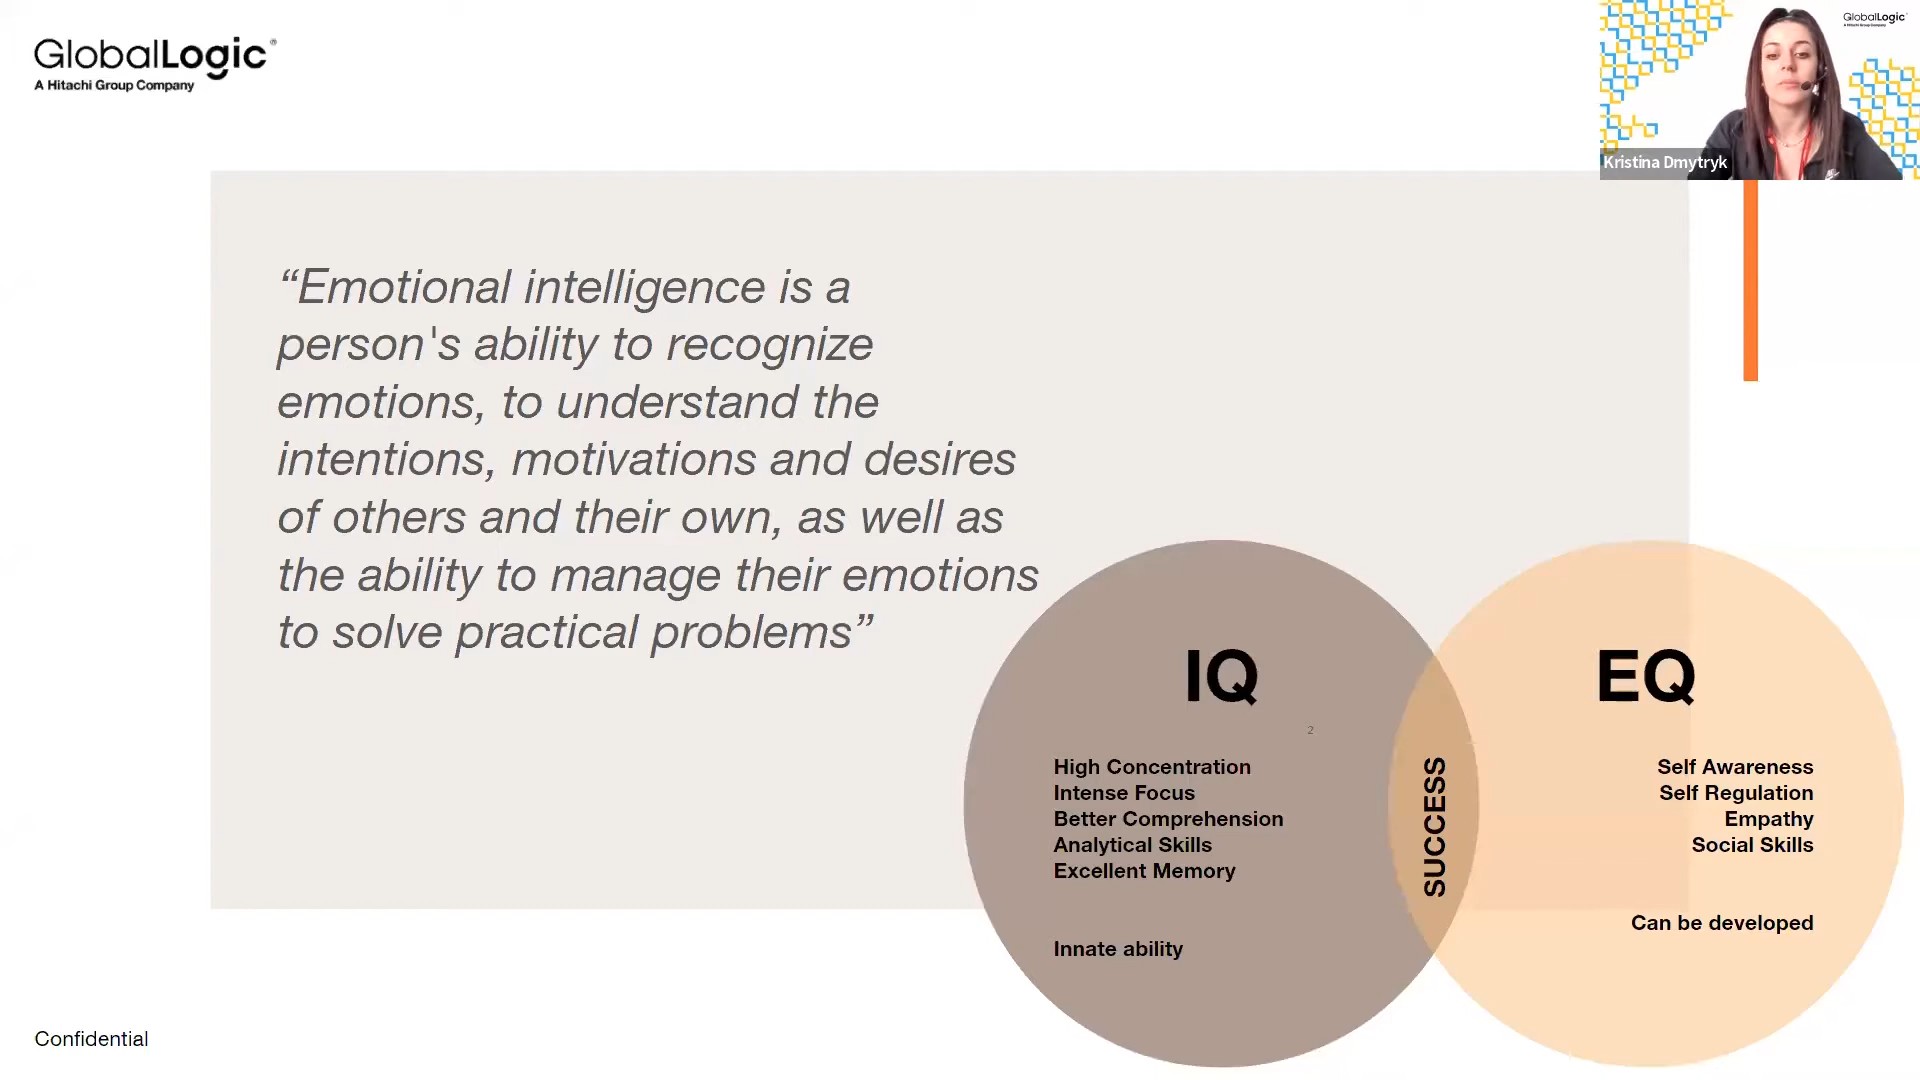 GlobalLogic®
A Hitachi Group Company
GlobalLogic
A Hitachi Group Company
Kristina Dmytryk
“Emotional intelligence is a
person's ability to recognize
emotions, to understand the
intentions, motivations and desires
of others and their own, as well as
the ability to manage their emotions
to solve practical problems”
IQ
2
High Concentration
Intense Focus
Better Comprehension
Analytical Skills
Excellent Memory
Innate ability
SUCCESS
EQ
Self Awareness
Self Regulation
Empathy
Social Skills
Can be developed
Confidential